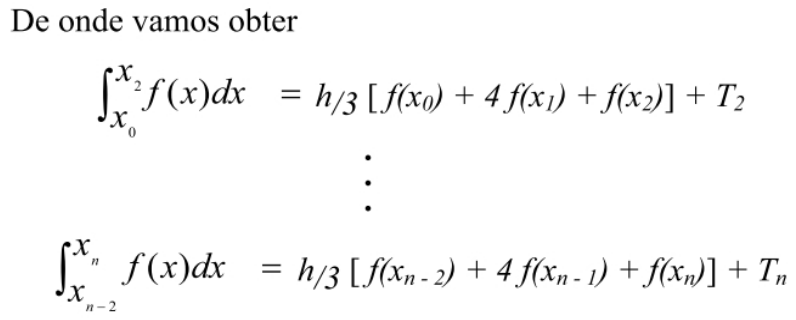 De onde vamos obter
∫_{x_0}^{x_2} f(x)dx = h/3 [ f(x_0) + 4 f(x_1) + f(x_2)] + T_2
⋮
∫_{x_{n-2}}^{x_n} f(x)dx = h/3 [ f(x_{n-2}) + 4 f(x_{n-1}) + f(x_n)] + T_n